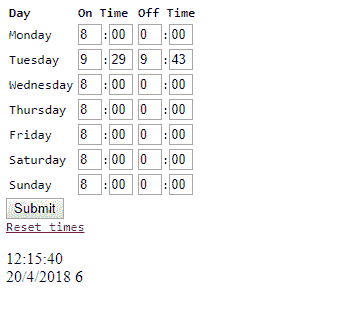 Day On Time Off Time
Monday 8:00 0:00
Tuesday 9:29 9:43
Wednesday 8:00 0:00
Thursday 8:00 0:00
Friday 8:00 0:00
Saturday 8:00 0:00
Sunday 8:00 0:00
Submit
Reset times
12:15:40
20/4/2018 6